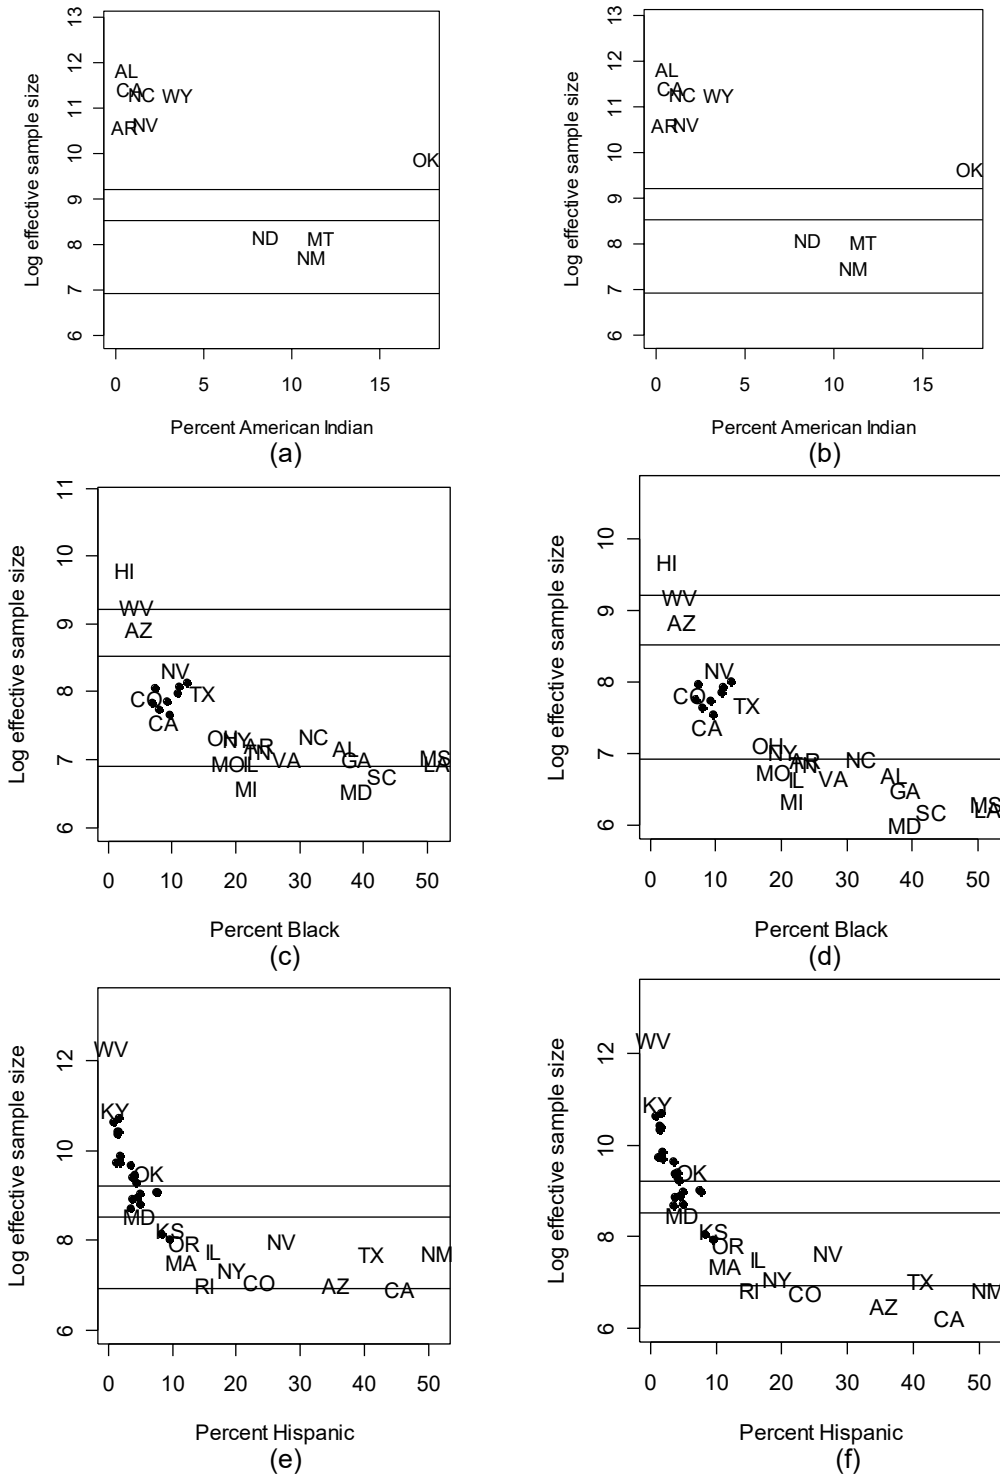 13
12
11
10
9
8
7
6
Log effective sample size
AL
CA
NC
WY
AR
NV
OK
ND
MT
NM
0 5 10 15
Percent American Indian
(a)
13
12
11
10
9
8
7
6
Log effective sample size
AL
CA
NC
WY
AR
NV
OK
ND
MT
NM
0 5 10 15
Percent American Indian
(b)
11
10
9
8
7
6
Log effective sample size
HI
WV
AZ
NV
CO
TX
CA
OH
NY
AR
TN
NC
AL
MO
IL
VA
GA
MS
LA
SC
MI
MD
0 10 20 30 40 50
Percent Black
(c)
10
9
8
7
6
Log effective sample size
HI
WV
AZ
NV
CO
TX
CA
OH
NY
AR
TN
NC
MO
IL
VA
AL
GA
MI
SC
MS
LA
MD
0 10 20 30 40 50
Percent Black
(d)
12
10
8
6
Log effective sample size
WV
KY
OK
MD
KS
OR
IL
NV
MA
NY
TX
NM
RI
CO
AZ
CA
0 10 20 30 40 50
Percent Hispanic
(e)
12
10
8
6
Log effective sample size
WV
KY
OK
MD
KS
OR
IL
NV
MA
NY
TX
RI
CO
NM
AZ
CA
0 10 20 30 40 50
Percent Hispanic
(f)